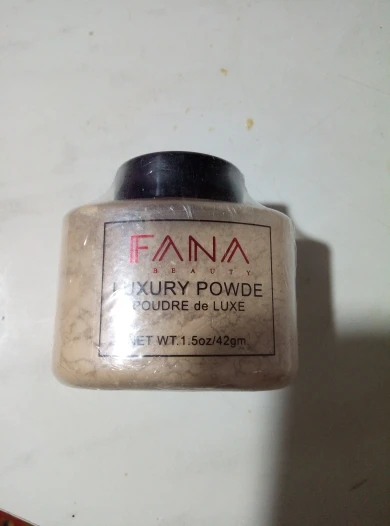 FANA
BEAUTY
LUXURY POWDE
POUDRE de LUXE
NET WT.1.5oz/42gm